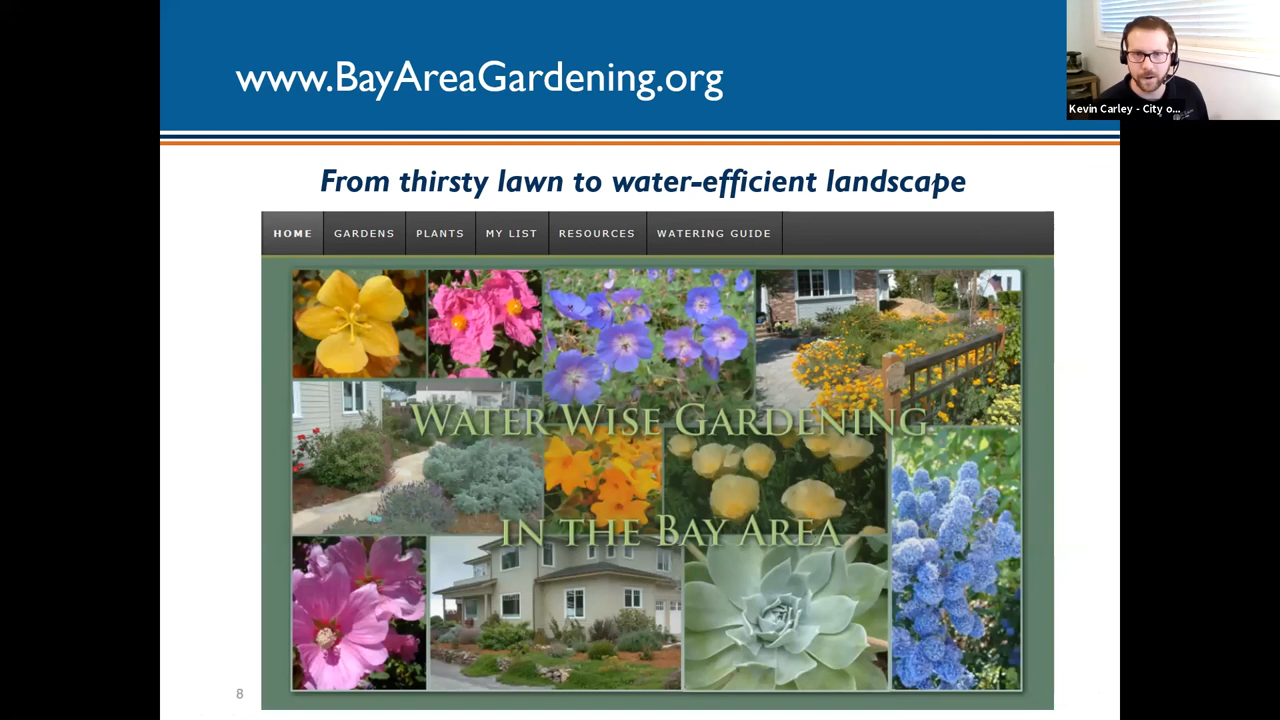 www.BayAreaGardening.org
Kevin Carley - City o...
From thirsty lawn to water-efficient landscape
HOME GARDENS PLANTS MY LIST RESOURCES WATERING GUIDE
WATER WISE GARDENING
IN THE BAY AREA
8